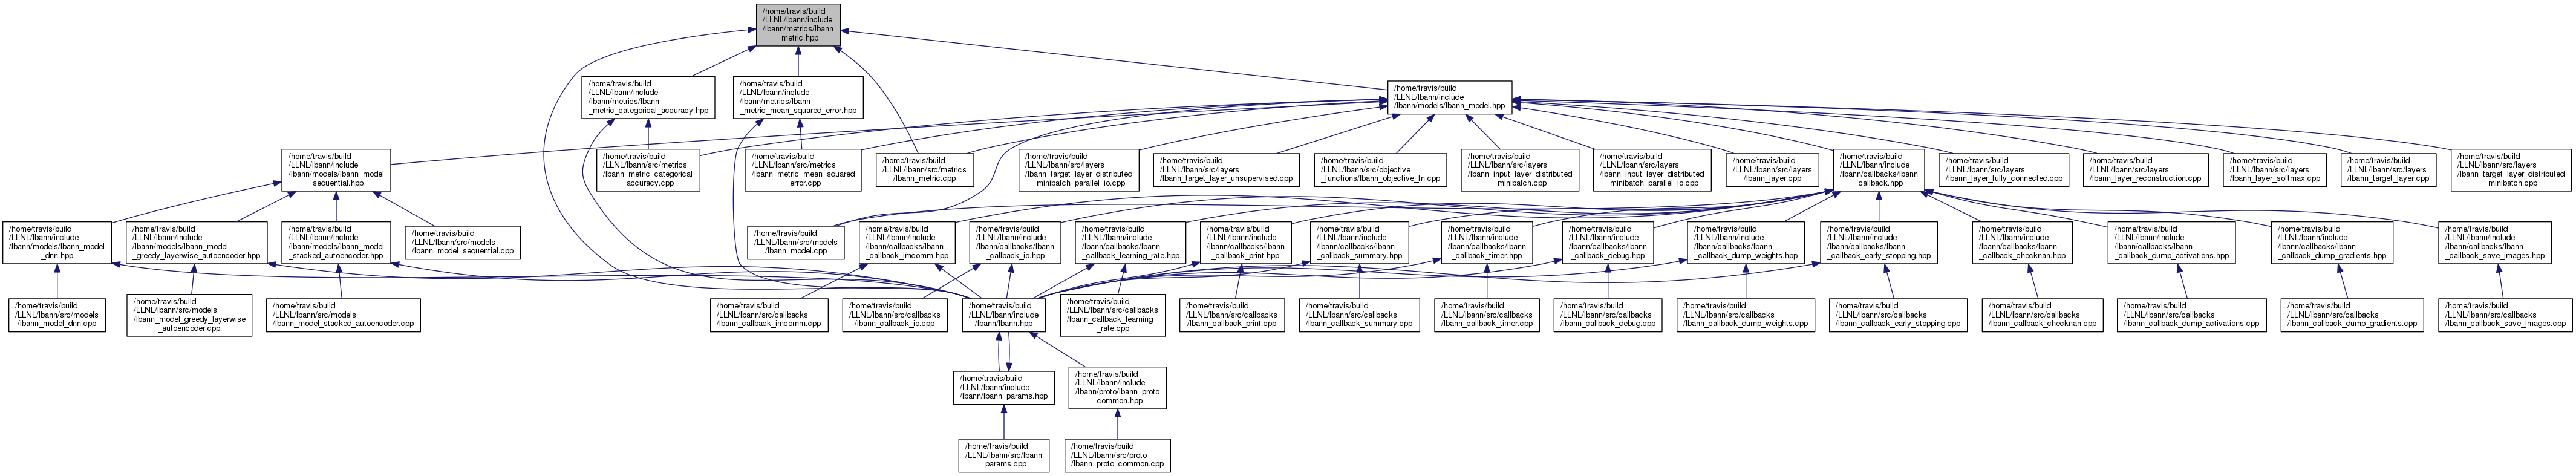 /home/travis/build
/LLNL/lbann/include
/lbann/metrics/lbann
_metric.hpp
/home/travis/build
/LLNL/lbann/include
/lbann/metrics/lbann
_metric_categorical_accuracy.hpp
/home/travis/build
/LLNL/lbann/include
/lbann/metrics/lbann
_metric_mean_squared_error.hpp
/home/travis/build
/LLNL/lbann/include
/lbann/models/lbann_model.hpp
/home/travis/build
/LLNL/lbann/include
/lbann/models/lbann_model
_sequential.hpp
/home/travis/build
/LLNL/lbann/src/metrics
/lbann_metric_categorical
_accuracy.cpp
/home/travis/build
/LLNL/lbann/src/metrics
/lbann_metric_mean_squared
_error.cpp
/home/travis/build
/LLNL/lbann/src/metrics
/lbann_metric.cpp
/home/travis/build
/LLNL/lbann/src/layers
/lbann_target_layer_distributed
_minibatch_parallel_io.cpp
/home/travis/build
/LLNL/lbann/src/layers
/lbann_target_layer_unsupervised.cpp
/home/travis/build
/LLNL/lbann/src/objective
_functions/lbann_objective_fn.cpp
/home/travis/build
/LLNL/lbann/src/layers
/lbann_input_layer_distributed
_minibatch.cpp
/home/travis/build
/LLNL/lbann/src/layers
/lbann_input_layer_distributed
_minibatch_parallel_io.cpp
/home/travis/build
/LLNL/lbann/src/layers
/lbann_layer.cpp
/home/travis/build
/LLNL/lbann/include
/lbann/callbacks/lbann
_callback.hpp
/home/travis/build
/LLNL/lbann/src/layers
/lbann_layer_fully_connected.cpp
/home/travis/build
/LLNL/lbann/src/layers
/lbann_layer_reconstruction.cpp
/home/travis/build
/LLNL/lbann/src/layers
/lbann_layer_softmax.cpp
/home/travis/build
/LLNL/lbann/src/layers
/lbann_target_layer.cpp
/home/travis/build
/LLNL/lbann/src/layers
/lbann_target_layer_distributed
_minibatch.cpp
/home/travis/build
/LLNL/lbann/include
/lbann/models/lbann_model
_dnn.hpp
/home/travis/build
/LLNL/lbann/include
/lbann/models/lbann_model
_greedy_layerwise_autoencoder.hpp
/home/travis/build
/LLNL/lbann/include
/lbann/models/lbann_model
_stacked_autoencoder.hpp
/home/travis/build
/LLNL/lbann/src/models
/lbann_model_sequential.cpp
/home/travis/build
/LLNL/lbann/src/models
/lbann_model.cpp
/home/travis/build
/LLNL/lbann/include
/lbann/callbacks/lbann
_callback_imcomm.hpp
/home/travis/build
/LLNL/lbann/include
/lbann/callbacks/lbann
_callback_io.hpp
/home/travis/build
/LLNL/lbann/include
/lbann/callbacks/lbann
_callback_learning_rate.hpp
/home/travis/build
/LLNL/lbann/include
/lbann/callbacks/lbann
_callback_print.hpp
/home/travis/build
/LLNL/lbann/include
/lbann/callbacks/lbann
_callback_summary.hpp
/home/travis/build
/LLNL/lbann/include
/lbann/callbacks/lbann
_callback_timer.hpp
/home/travis/build
/LLNL/lbann/include
/lbann/callbacks/lbann
_callback_debug.hpp
/home/travis/build
/LLNL/lbann/include
/lbann/callbacks/lbann
_callback_dump_weights.hpp
/home/travis/build
/LLNL/lbann/include
/lbann/callbacks/lbann
_callback_early_stopping.hpp
/home/travis/build
/LLNL/lbann/include
/lbann/callbacks/lbann
_callback_checknan.hpp
/home/travis/build
/LLNL/lbann/include
/lbann/callbacks/lbann
_callback_dump_activations.hpp
/home/travis/build
/LLNL/lbann/include
/lbann/callbacks/lbann
_callback_dump_gradients.hpp
/home/travis/build
/LLNL/lbann/include
/lbann/callbacks/lbann
_callback_save_images.hpp
/home/travis/build
/LLNL/lbann/src/models
/lbann_model_dnn.cpp
/home/travis/build
/LLNL/lbann/src/models
/lbann_model_greedy_layerwise
_autoencoder.cpp
/home/travis/build
/LLNL/lbann/src/models
/lbann_model_stacked_autoencoder.cpp
/home/travis/build
/LLNL/lbann/src/callbacks
/lbann_callback_imcomm.cpp
/home/travis/build
/LLNL/lbann/src/callbacks
/lbann_callback_io.cpp
/home/travis/build
/LLNL/lbann/include
/lbann/lbann.hpp
/home/travis/build
/LLNL/lbann/src/callbacks
/lbann_callback_learning
_rate.cpp
/home/travis/build
/LLNL/lbann/src/callbacks
/lbann_callback_print.cpp
/home/travis/build
/LLNL/lbann/src/callbacks
/lbann_callback_summary.cpp
/home/travis/build
/LLNL/lbann/src/callbacks
/lbann_callback_timer.cpp
/home/travis/build
/LLNL/lbann/src/callbacks
/lbann_callback_debug.cpp
/home/travis/build
/LLNL/lbann/src/callbacks
/lbann_callback_dump_weights.cpp
/home/travis/build
/LLNL/lbann/src/callbacks
/lbann_callback_early_stopping.cpp
/home/travis/build
/LLNL/lbann/src/callbacks
/lbann_callback_checknan.cpp
/home/travis/build
/LLNL/lbann/src/callbacks
/lbann_callback_dump_activations.cpp
/home/travis/build
/LLNL/lbann/src/callbacks
/lbann_callback_dump_gradients.cpp
/home/travis/build
/LLNL/lbann/src/callbacks
/lbann_callback_save_images.cpp
/home/travis/build
/LLNL/lbann/include
/lbann/lbann_params.hpp
/home/travis/build
/LLNL/lbann/include
/lbann/proto/lbann_proto
_common.hpp
/home/travis/build
/LLNL/lbann/src/lbann
_params.cpp
/home/travis/build
/LLNL/lbann/src/proto
/lbann_proto_common.cpp